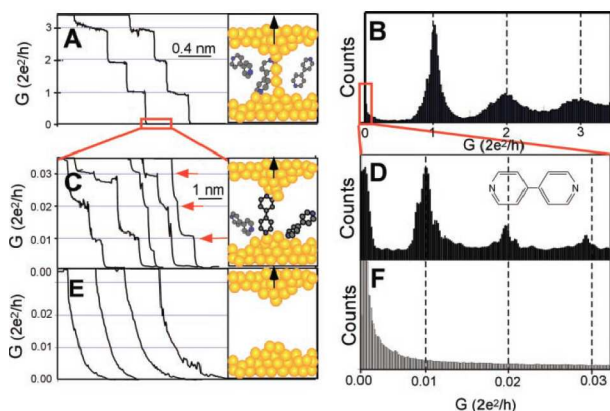 A
G (2e²/h)
3
2
1
0
0.4 nm
B
Counts
0
1
2
3
G (2e²/h)
C
G (2e²/h)
0.03
0.02
0.01
1 nm
D
Counts
N
N
E
G (2e²/h)
0.00
0.02
0.01
0.00
F
Counts
0.00
0.01
0.02
0.03
G (2e²/h)